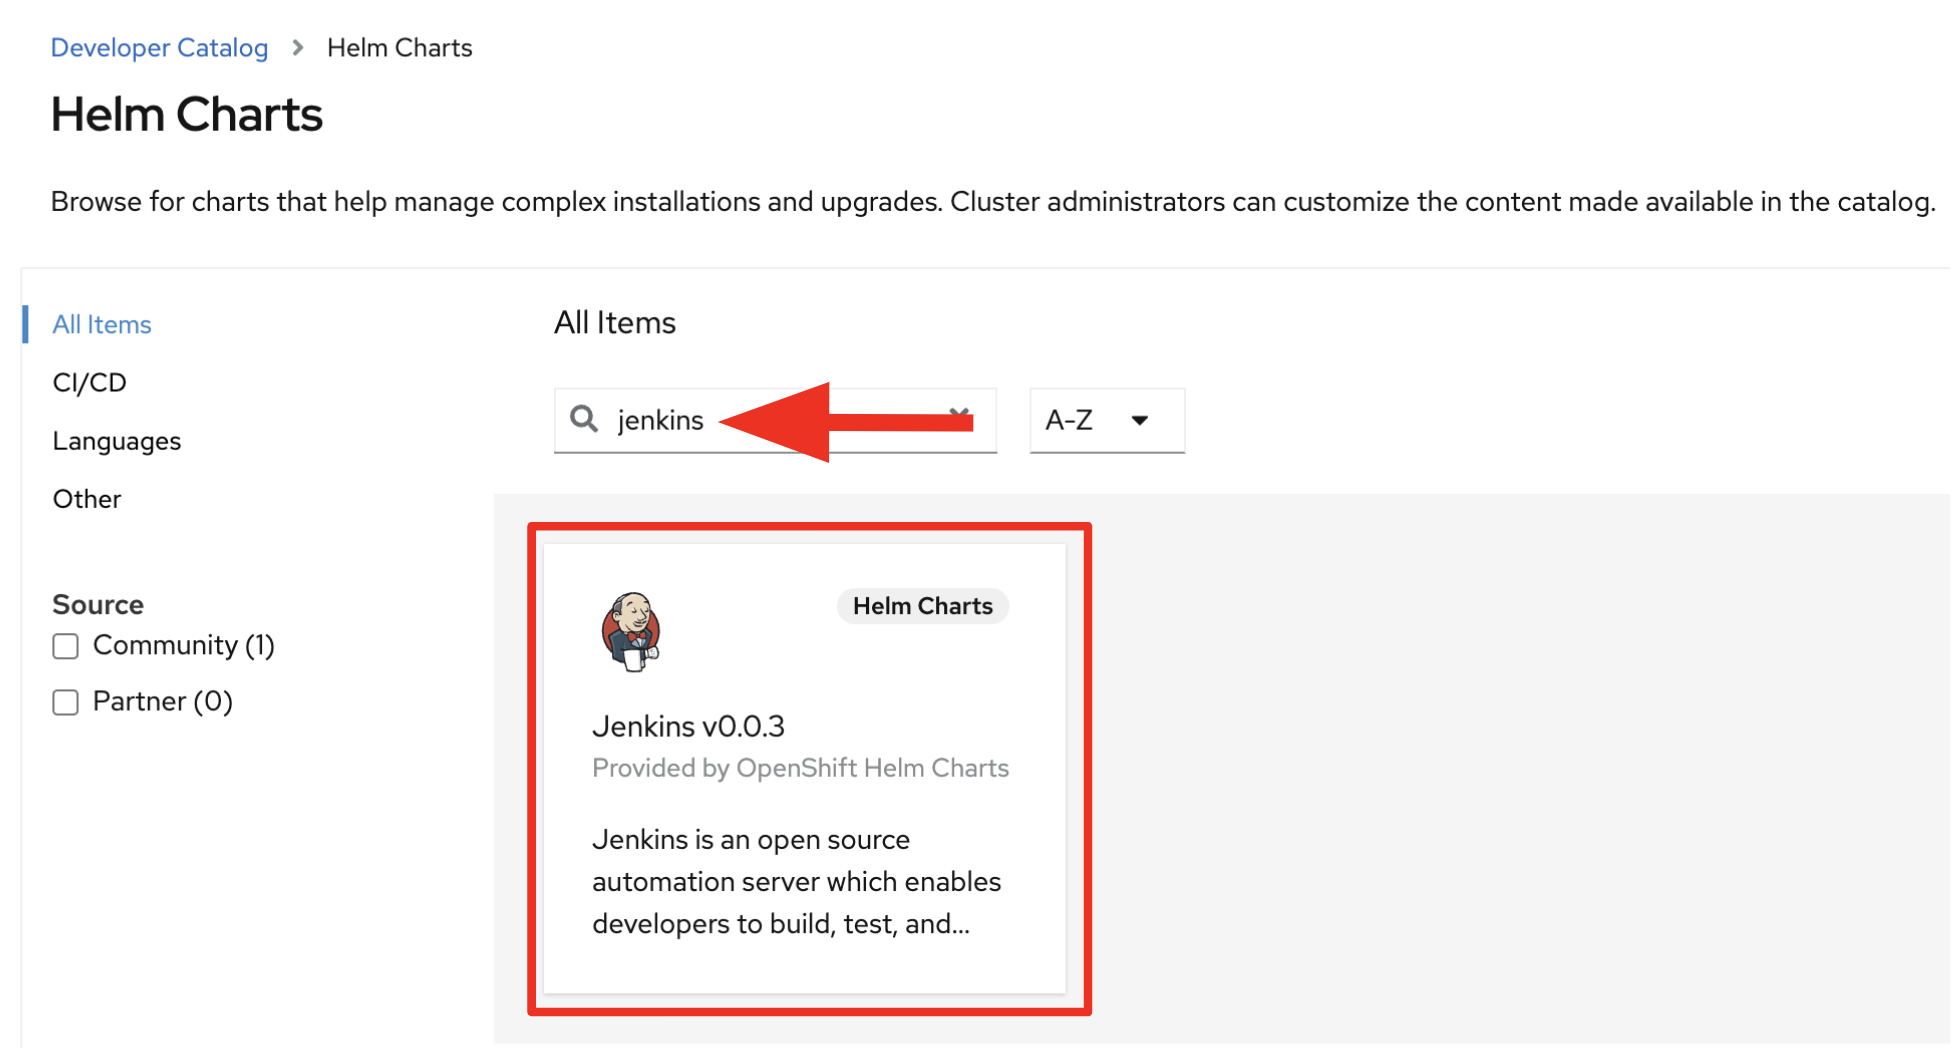 Developer Catalog > Helm Charts
Helm Charts
Browse for charts that help manage complex installations and upgrades. Cluster administrators can customize the content made available in the catalog.
All Items
CI/CD
Languages
Other
Source
Community (1)
Partner (0)
All Items
jenkins
A-Z
Helm Charts
Jenkins v0.0.3
Provided by OpenShift Helm Charts
Jenkins is an open source
automation server which enables
developers to build, test, and...